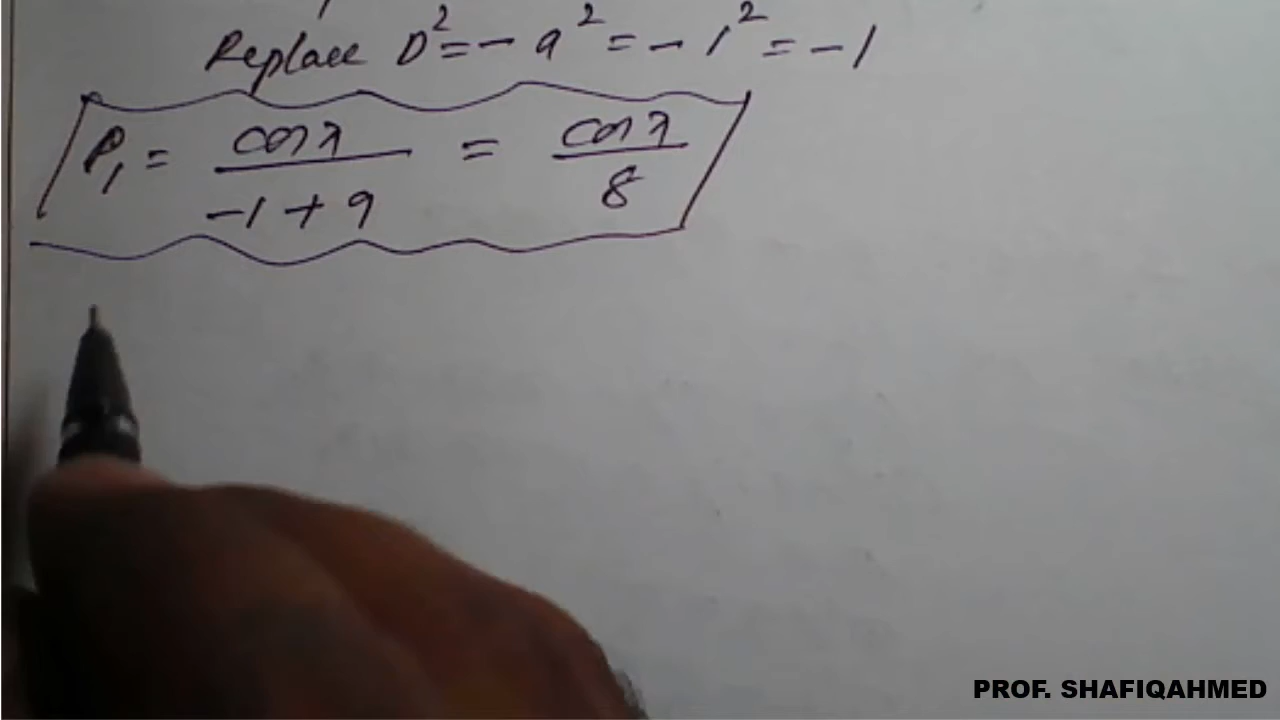 Replace D² = - a² = - 1² = -1
P₁ = cos x / -1 + 9 = cos x / 8
PROF. SHAFIQAHMED